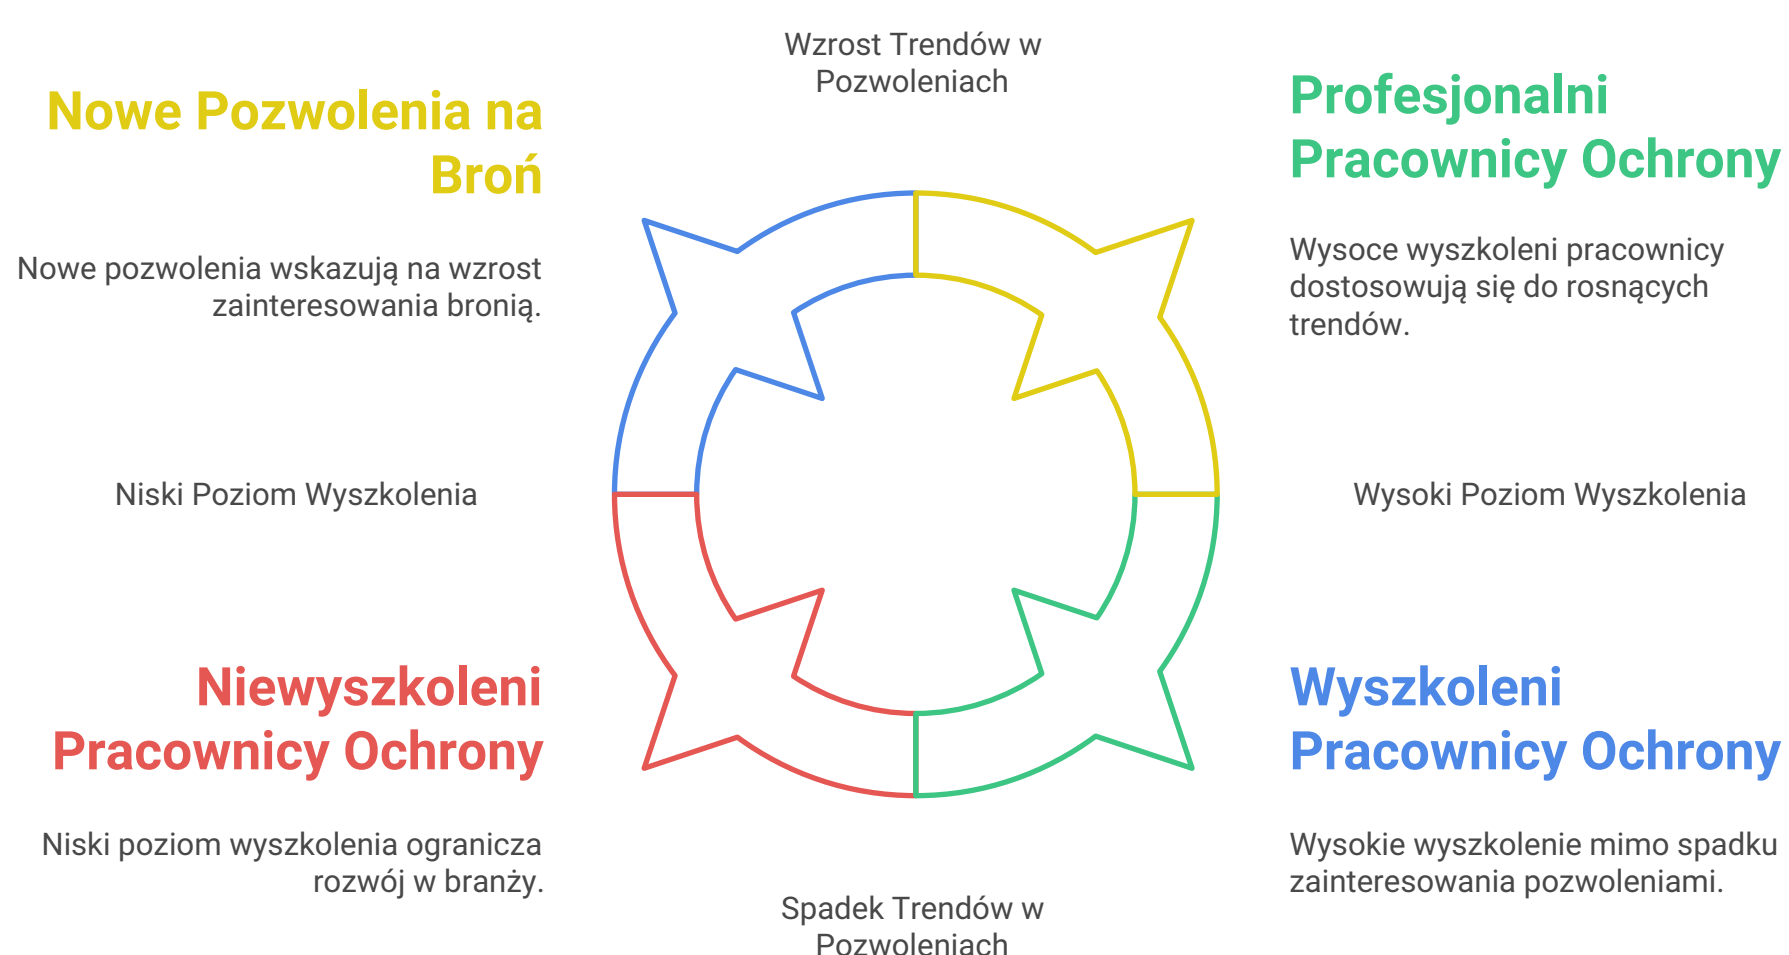 Wzrost Trendów w
Pozwoleniach
Nowe Pozwolenia na
Broń
Nowe pozwolenia wskazują na wzrost
zainteresowania bronią.
Profesjonalni
Pracownicy Ochrony
Wysoce wyszkoleni pracownicy
dostosowują się do rosnących
trendów.
Niski Poziom Wyszkolenia
Wysoki Poziom Wyszkolenia
Niewyszkoleni
Pracownicy Ochrony
Niski poziom wyszkolenia ogranicza
rozwój w branży.
Wyszkoleni
Pracownicy Ochrony
Wysokie wyszkolenie mimo spadku
zainteresowania pozwoleniami.
Spadek Trendów w
Pozwoleniach